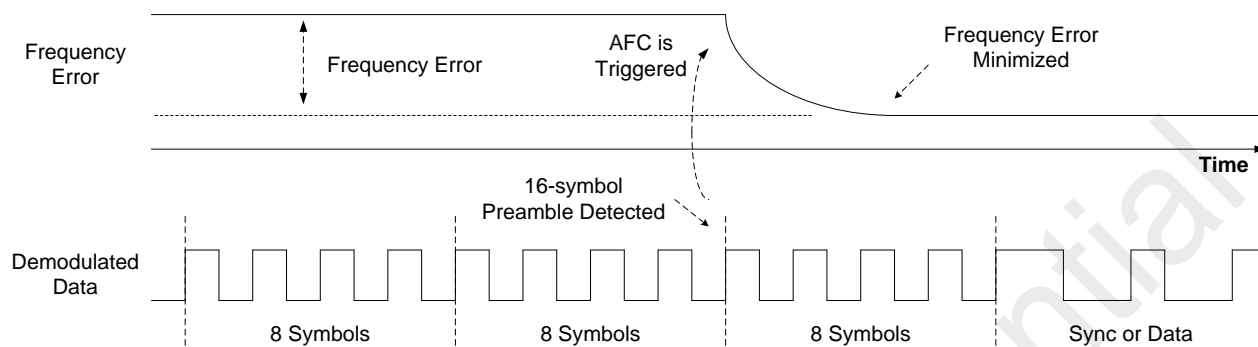 Frequency
Error
Frequency Error
AFC is
Triggered
Frequency Error
Minimized
Time
16-symbol
Preamble Detected
Demodulated
Data
8 Symbols
8 Symbols
8 Symbols
Sync or Data
ntial